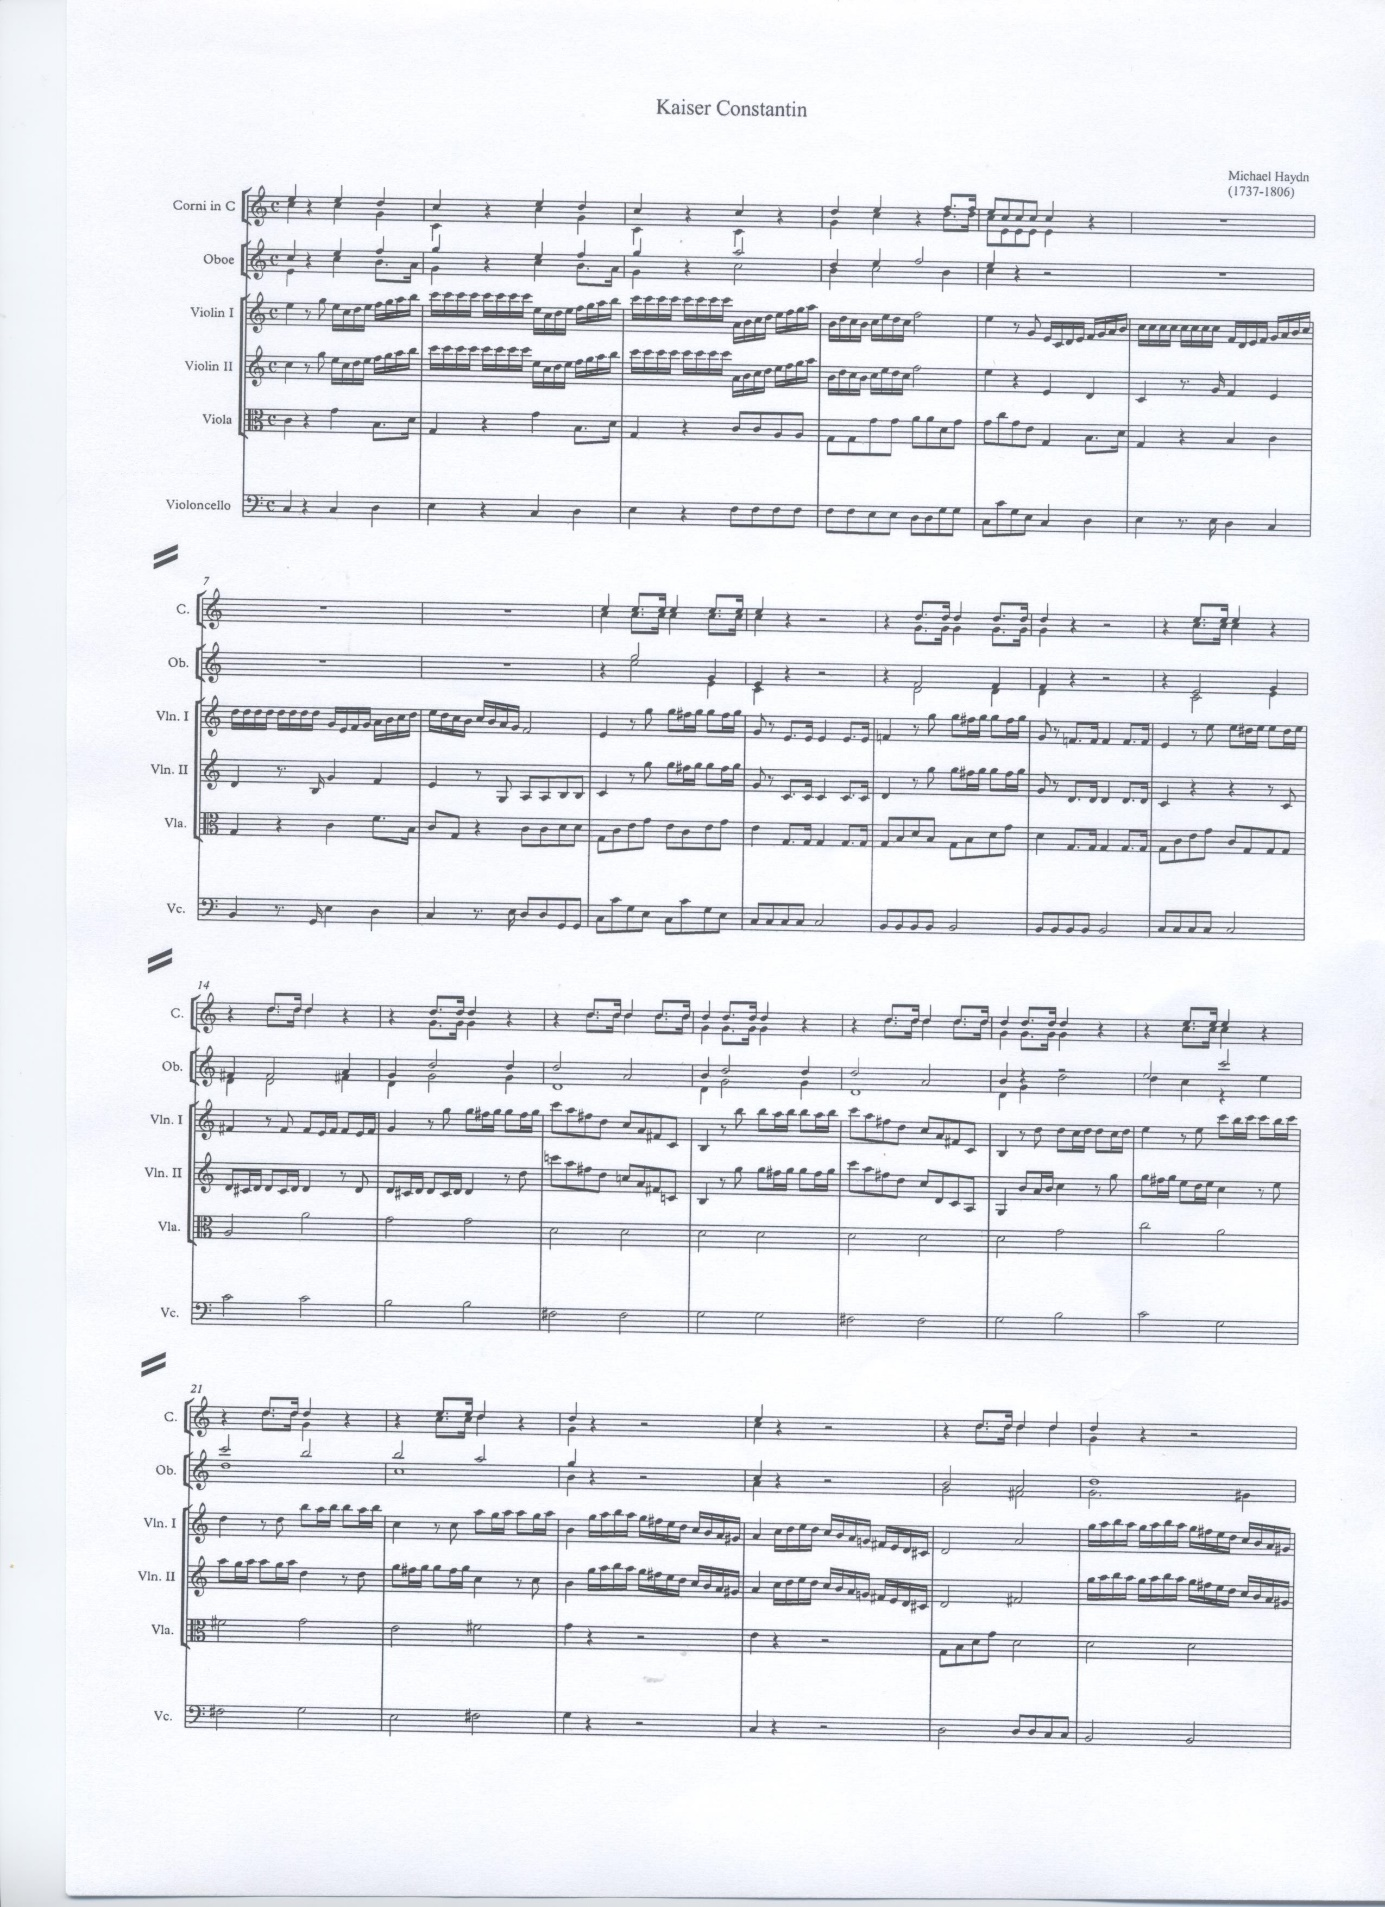 Kaiser Constantin
Michael Haydn
(1737-1806)
Corni in C
Oboe
Violin I
Violin II
Viola
Violoncello
7
C.
Ob.
Vln. I
Vln. II
Vla.
Vc.
14
C.
Ob.
Vln. I
Vln. II
Vla.
Vc.
21
C.
Ob.
Vln. I
Vln. II
Vla.
Vc.